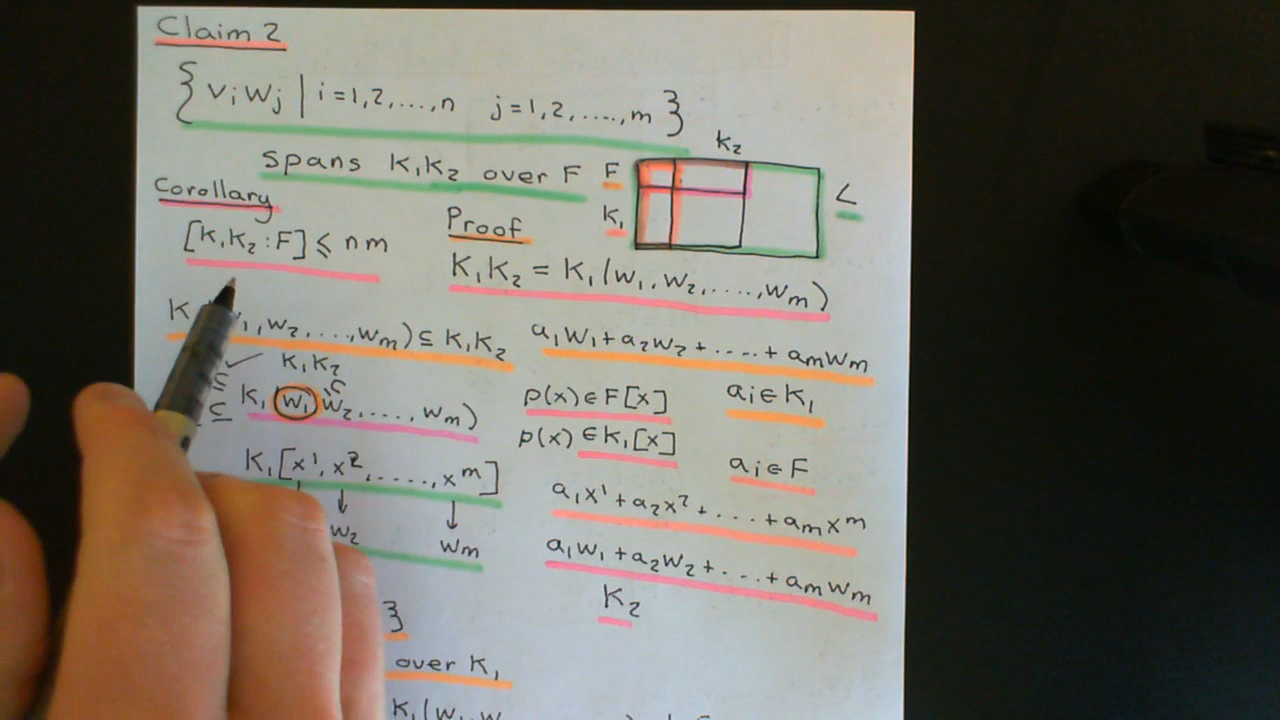 Claim 2
{ vᵢwⱼ | i=1,2,....,n j=1,2,....,m }
spans K₁K₂ over F
K₂
F
K₁
L
Corollary
[K₁K₂:F] ≤ nm
Proof
K₁K₂ = K₁(w₁,w₂,....,wₘ)
w₂,....,wₘ) ⊆ K₁K₂
a₁w₁+a₂w₂+....+aₘwₘ
K₁K₂
⊆
⊆ K₁(w₁,w₂,....,wₘ)
p(x)∈F[x]
aᵢ∈K₁
p(x)∈K₁[x]
aᵢ∈F
K₁[x¹,x²,....,xᵐ]
w₂
wₘ
a₁x¹+a₂x²+....+aₘxᵐ
a₁w₁+a₂w₂+....+aₘwₘ
K₂
}
over K₁